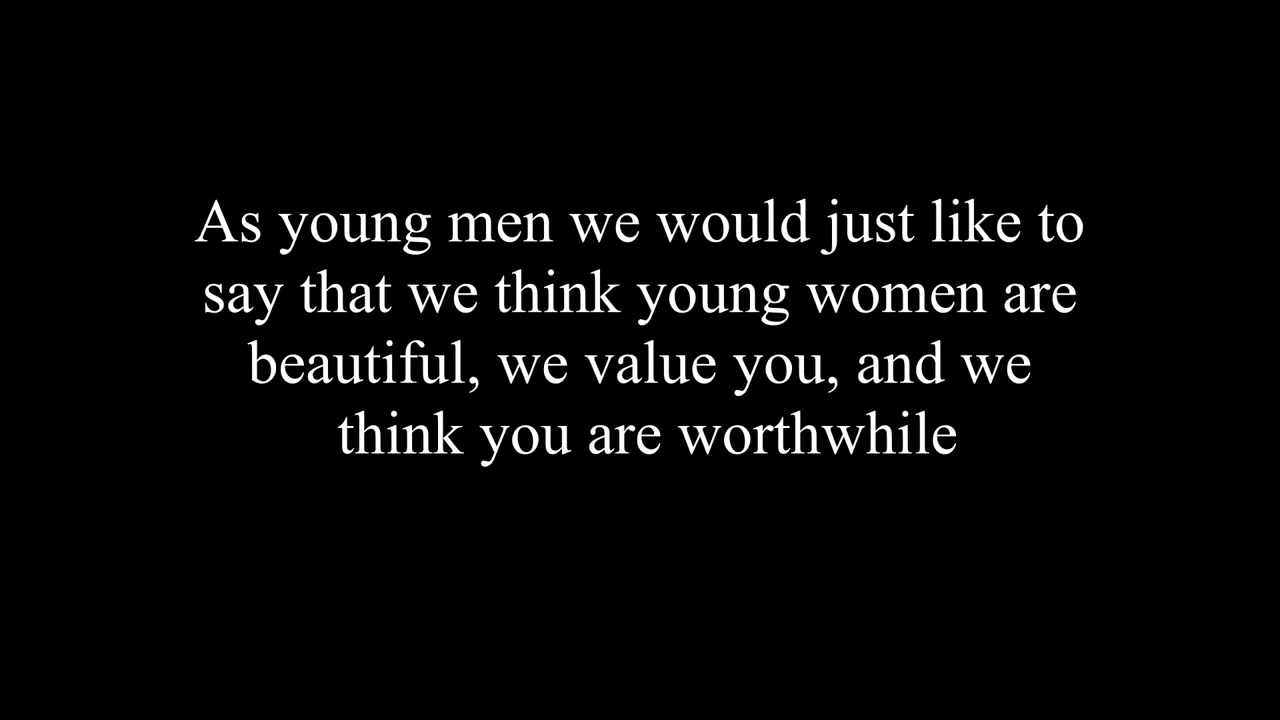 As young men we would just like to
say that we think young women are
beautiful, we value you, and we
think you are worthwhile